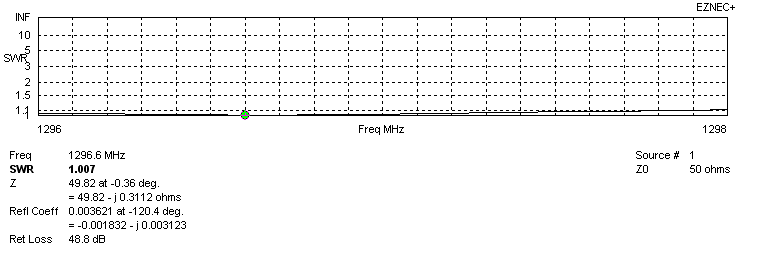 EZNEC+
INF
10
5
SWR
3
2
1.5
1.1
1
1296 Freq MHz 1298
Freq 1296.6 MHz Source # 1
SWR 1.007 Z0 50 ohms
Z 49.82 at -0.36 deg.
= 49.82 - j 0.3112 ohms
Refl Coeff 0.003621 at -120.4 deg.
= -0.001832 - j 0.003123
Ret Loss 48.8 dB